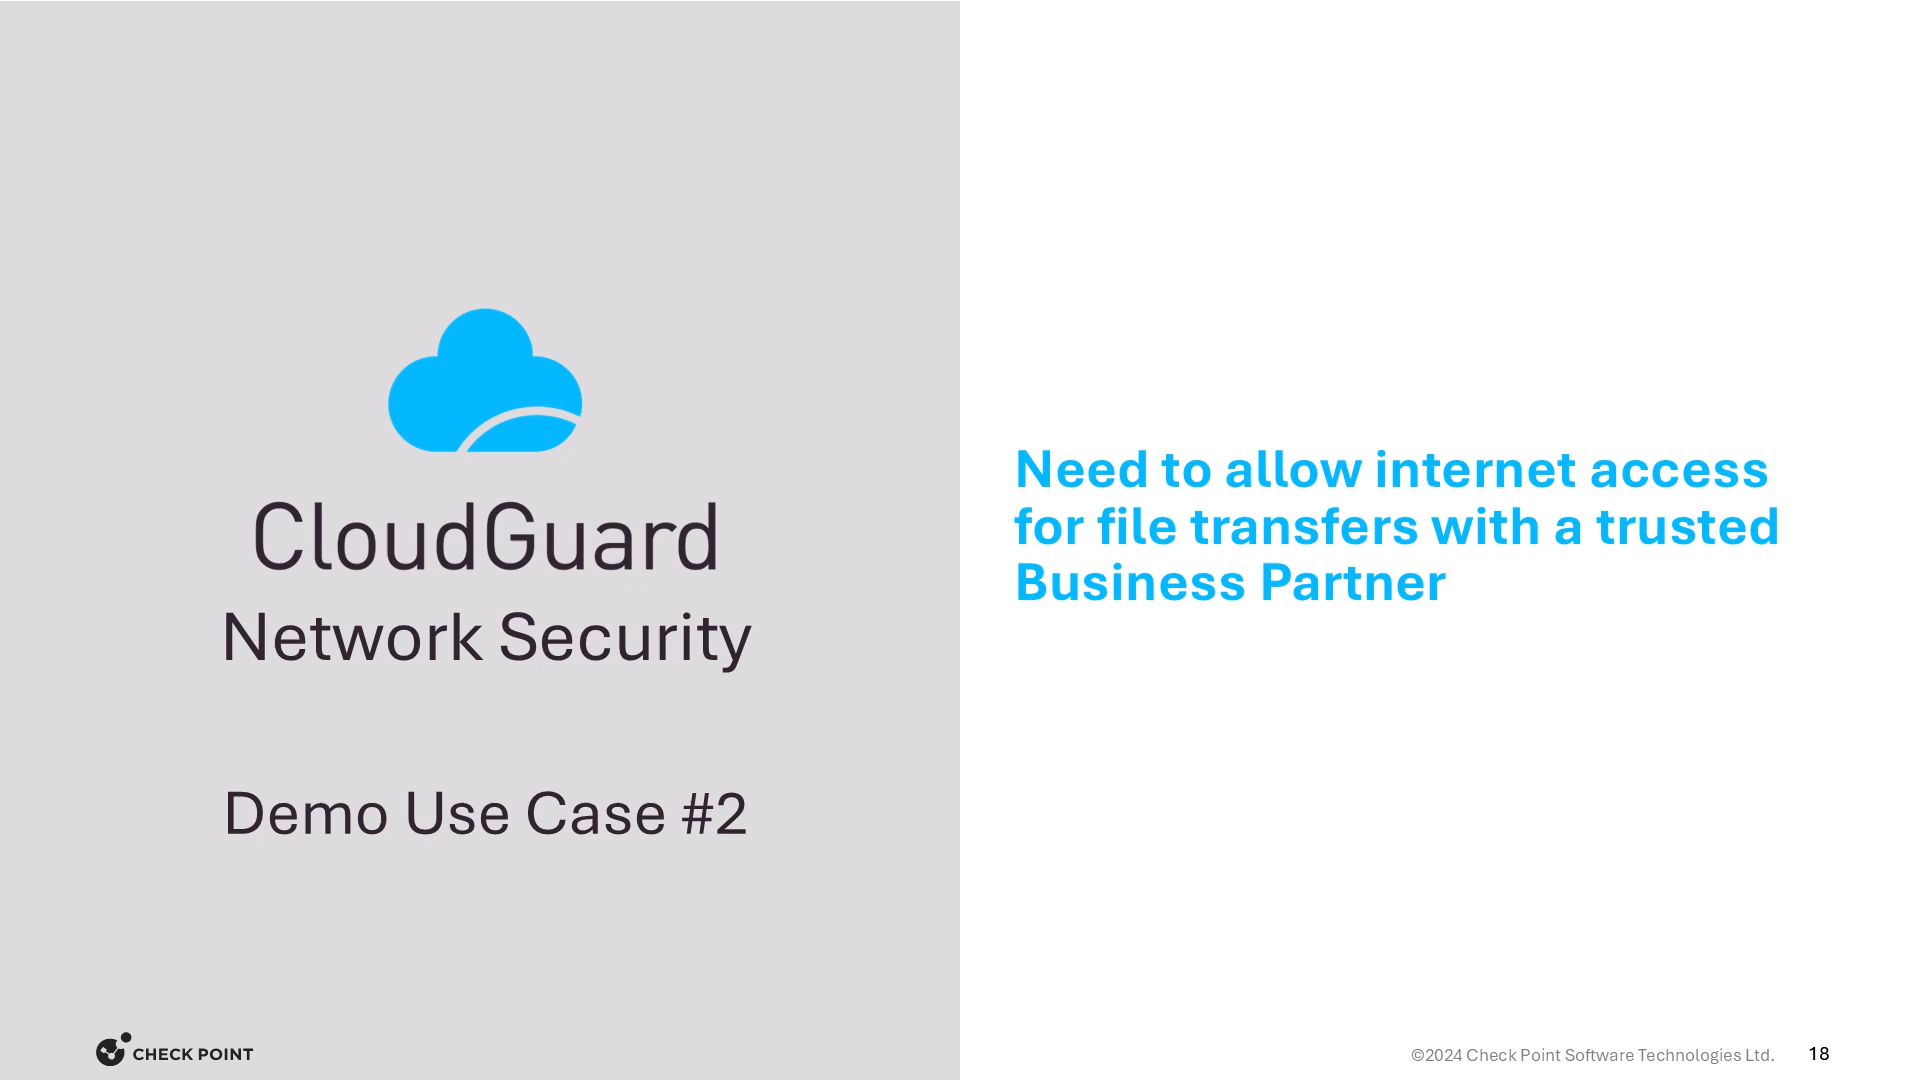 CloudGuard
Network Security
Demo Use Case #2
Need to allow internet access
for file transfers with a trusted
Business Partner
CHECK POINT
©2024 Check Point Software Technologies Ltd.
18